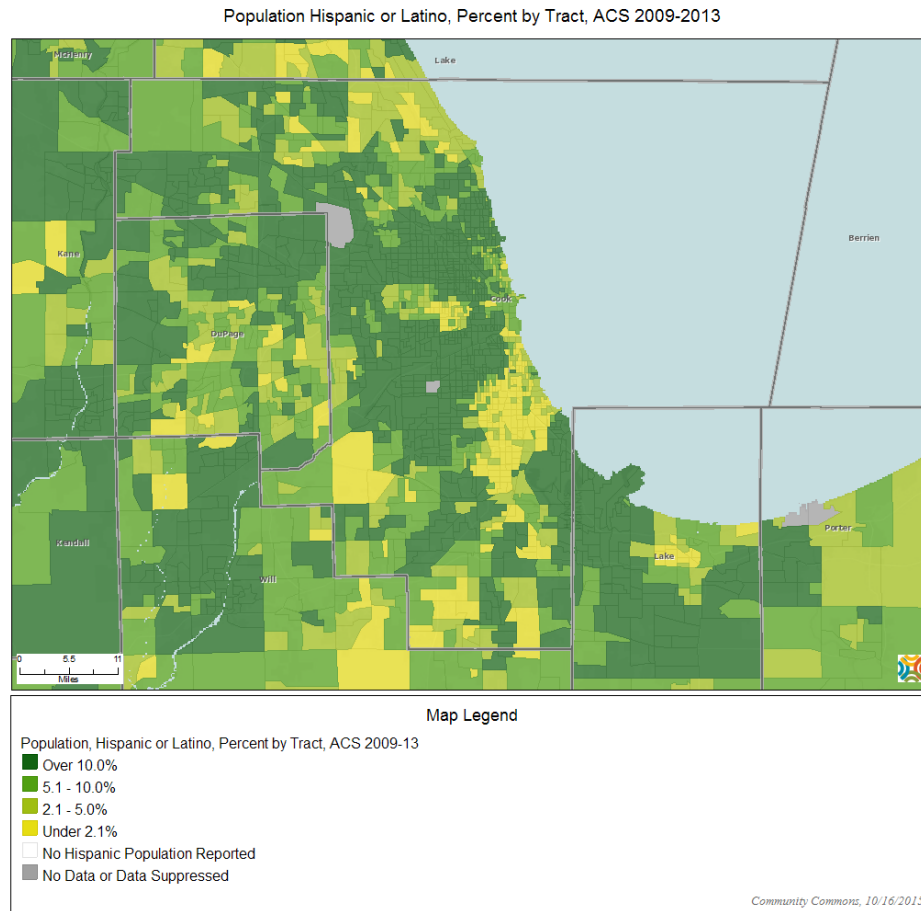 Population Hispanic or Latino, Percent by Tract, ACS 2009-2013
McHenry
Lake
Berrien
Kane
Cook
DuPage
Porter
Kendall
Lake
Will
0 5.5 11
Miles
Map Legend
Population, Hispanic or Latino, Percent by Tract, ACS 2009-13
Over 10.0%
5.1 - 10.0%
2.1 - 5.0%
Under 2.1%
No Hispanic Population Reported
No Data or Data Suppressed
Community Commons, 10/16/2015